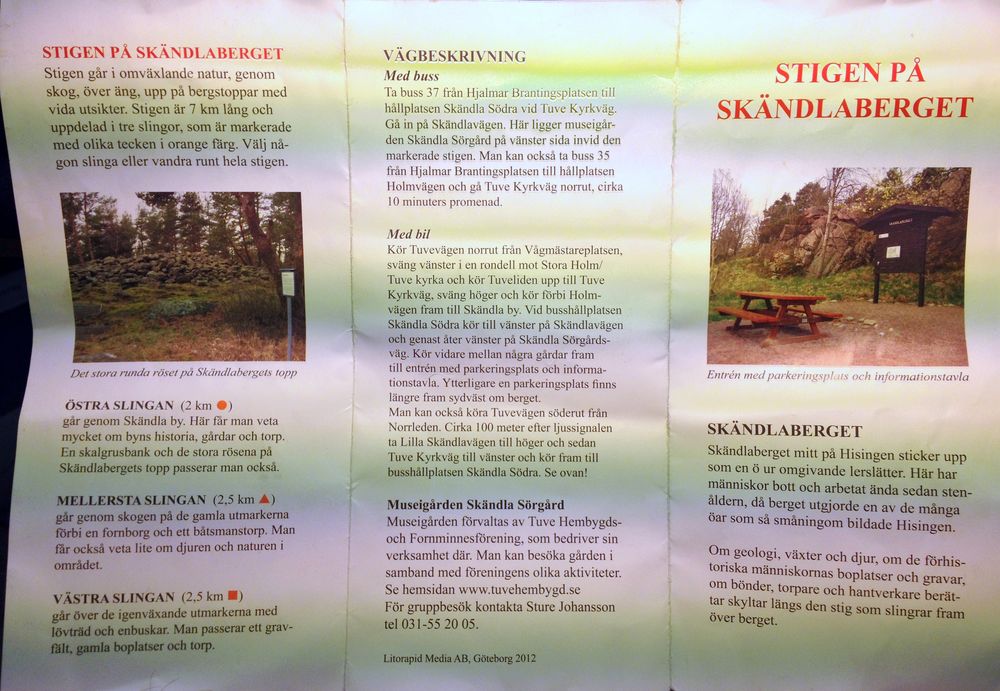 STIGEN PÅ SKÄNDLABERGET
Stigen går i omväxlande natur, genom
skog, över äng, upp på bergstoppar med
vida utsikter. Stigen är 7 km lång och
uppdelad i tre slingor, som är markerade
med olika tecken i orange färg. Välj nå-
gon slinga eller vandra runt hela stigen.
Det stora runda röset på Skändlabergets topp
ÖSTRA SLINGAN (2 km ●)
går genom Skändla by. Här får man veta
mycket om byns historia, gårdar och torp.
En skalgrusbank och de stora rösena på
Skändlabergets topp passerar man också.
MELLERSTA SLINGAN (2,5 km ▲)
går genom skogen på de gamla utmarkerna
förbi en fornborg och ett båtsmanstorp. Man
får också veta lite om djuren och naturen i
området.
VÄSTRA SLINGAN (2,5 km ■)
går över de igenväxande utmarkerna med
lövträd och enbuskar. Man passerar ett grav-
fält, gamla boplatser och torp.
VÄGBESKRIVNING
Med buss
Ta buss 37 från Hjalmar Brantingsplatsen till
hållplatsen Skändla Södra vid Tuve Kyrkväg.
Gå in på Skändlavägen. Här ligger museigår-
den Skändla Sörgård på vänster sida invid den
markerade stigen. Man kan också ta buss 35
från Hjalmar Brantingsplatsen till hållplatsen
Holmvägen och gå Tuve Kyrkväg norrut, cirka
10 minuters promenad.
Med bil
Kör Tuvevägen norrut från Vågmästareplatsen,
sväng vänster i en rondell mot Stora Holm/
Tuve kyrka och kör Tuveliden upp till Tuve
Kyrkväg, sväng höger och kör förbi Holm-
vägen fram till Skändla by. Vid busshållplatsen
Skändla Södra kör till vänster på Skändlavägen
och genast åter vänster på Skändla Sörgårds-
väg. Kör vidare mellan några gårdar fram
till entrén med parkeringsplats och informa-
tionstavla. Ytterligare en parkeringsplats finns
längre fram sydväst om berget.
Man kan också köra Tuvevägen söderut från
Norrleden. Cirka 100 meter efter ljussignalen
ta Lilla Skändlavägen till höger och sedan
Tuve Kyrkväg till vänster och kör fram till
busshållplatsen Skändla Södra. Se ovan!
Museigården Skändla Sörgård
Museigården förvaltas av Tuve Hembygds-
och Fornminnesförening, som bedriver sin
verksamhet där. Man kan besöka gården i
samband med föreningens olika aktiviteter.
Se hemsidan www.tuvehembygd.se
För gruppbesök kontakta Sture Johansson
tel 031-55 20 05.
Litorapid Media AB, Göteborg 2012
STIGEN PÅ
SKÄNDLABERGET
SKÄNDLABERGET
Entrén med parkeringsplats och informationstavla
SKÄNDLABERGET
Skändlaberget mitt på Hisingen sticker upp
som en ö ur omgivande lerslätter. Här har
människor bott och arbetat ända sedan sten-
åldern, då berget utgjorde en av de många
öar som så småningom bildade Hisingen.
Om geologi, växter och djur, om de förhis-
toriska människornas boplatser och gravar,
om bönder, torpare och hantverkare berät-
tar skyltar längs den stig som slingrar fram
över berget.